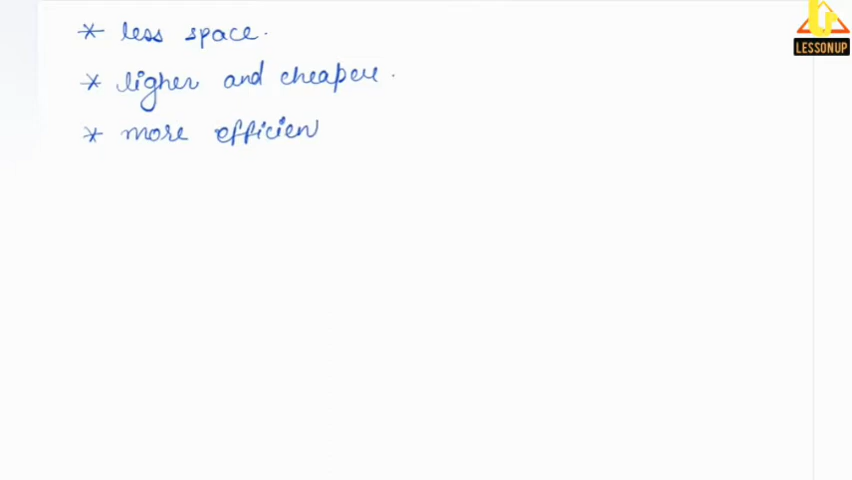 * less space.
* ligher and cheaper.
* more efficien
LESSONUP